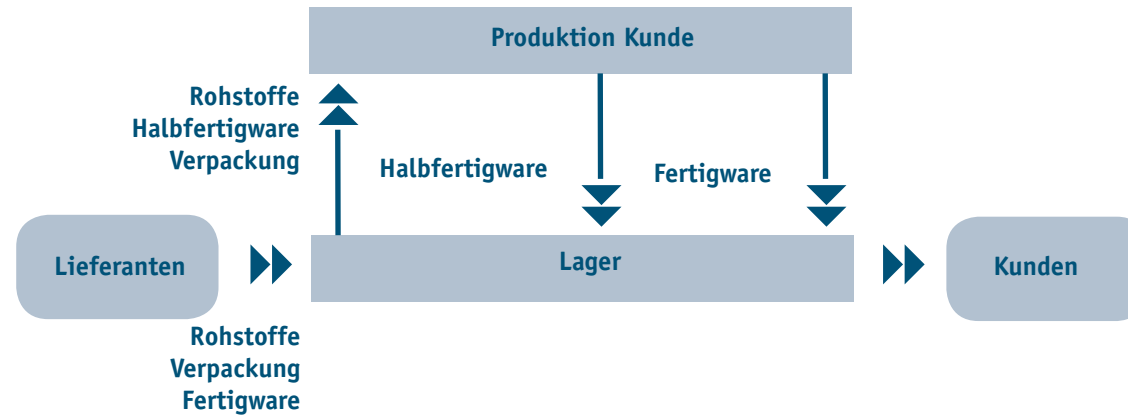 Produktion Kunde
Rohstoffe
Halbfertigware
Verpackung
Halbfertigware
Fertigware
Lieferanten
Lager
Kunden
Rohstoffe
Verpackung
Fertigware